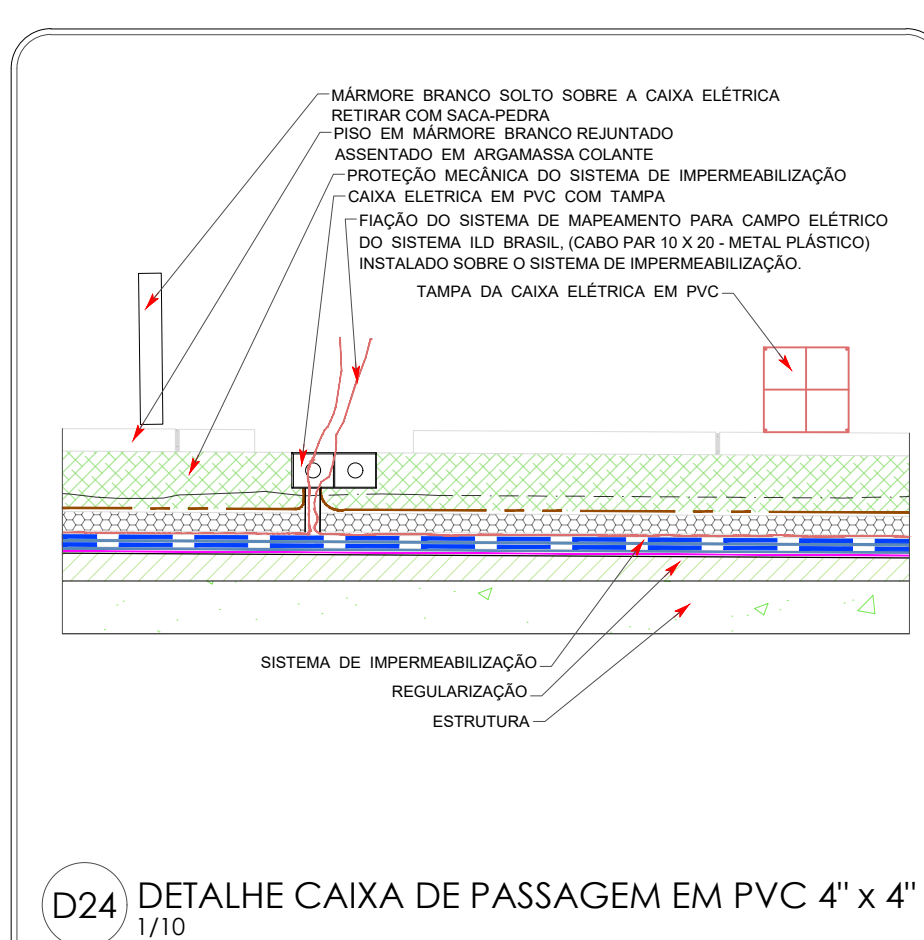 MÁRMORE BRANCO SOLTO SOBRE A CAIXA ELÉTRICA
RETIRAR COM SACA-PEDRA
PISO EM MÁRMORE BRANCO REJUNTADO
ASSENTADO EM ARGAMASSA COLANTE
PROTEÇÃO MECÂNICA DO SISTEMA DE IMPERMEABILIZAÇÃO
CAIXA ELETRICA EM PVC COM TAMPA
FIAÇÃO DO SISTEMA DE MAPEAMENTO PARA CAMPO ELÉTRICO
DO SISTEMA ILD BRASIL, (CABO PAR 10 X 20 - METAL PLÁSTICO)
INSTALADO SOBRE O SISTEMA DE IMPERMEABILIZAÇÃO.
TAMPA DA CAIXA ELÉTRICA EM PVC
SISTEMA DE IMPERMEABILIZAÇÃO
REGULARIZAÇÃO
ESTRUTURA
D24 DETALHE CAIXA DE PASSAGEM EM PVC 4" x 4"
1/10